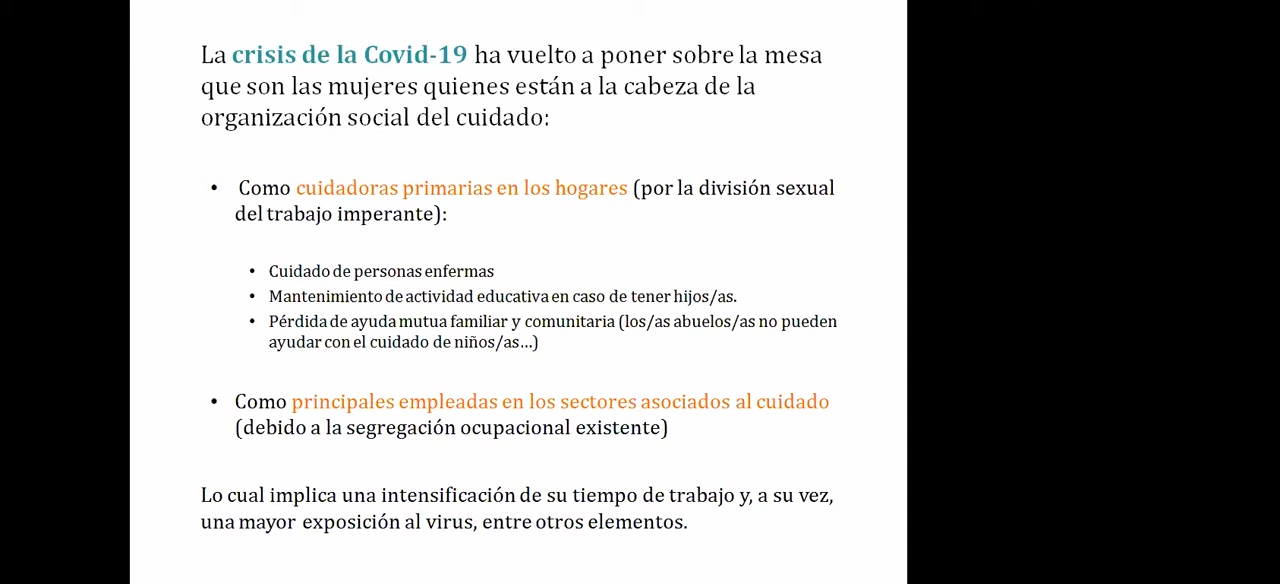 La crisis de la Covid-19 ha vuelto a poner sobre la mesa
que son las mujeres quienes están a la cabeza de la
organización social del cuidado:
• Como cuidadoras primarias en los hogares (por la división sexual
del trabajo imperante):
• Cuidado de personas enfermas
• Mantenimiento de actividad educativa en caso de tener hijos/as.
• Pérdida de ayuda mutua familiar y comunitaria (los/as abuelos/as no pueden
ayudar con el cuidado de niños/as...)
• Como principales empleadas en los sectores asociados al cuidado
(debido a la segregación ocupacional existente)
Lo cual implica una intensificación de su tiempo de trabajo y, a su vez,
una mayor exposición al virus, entre otros elementos.